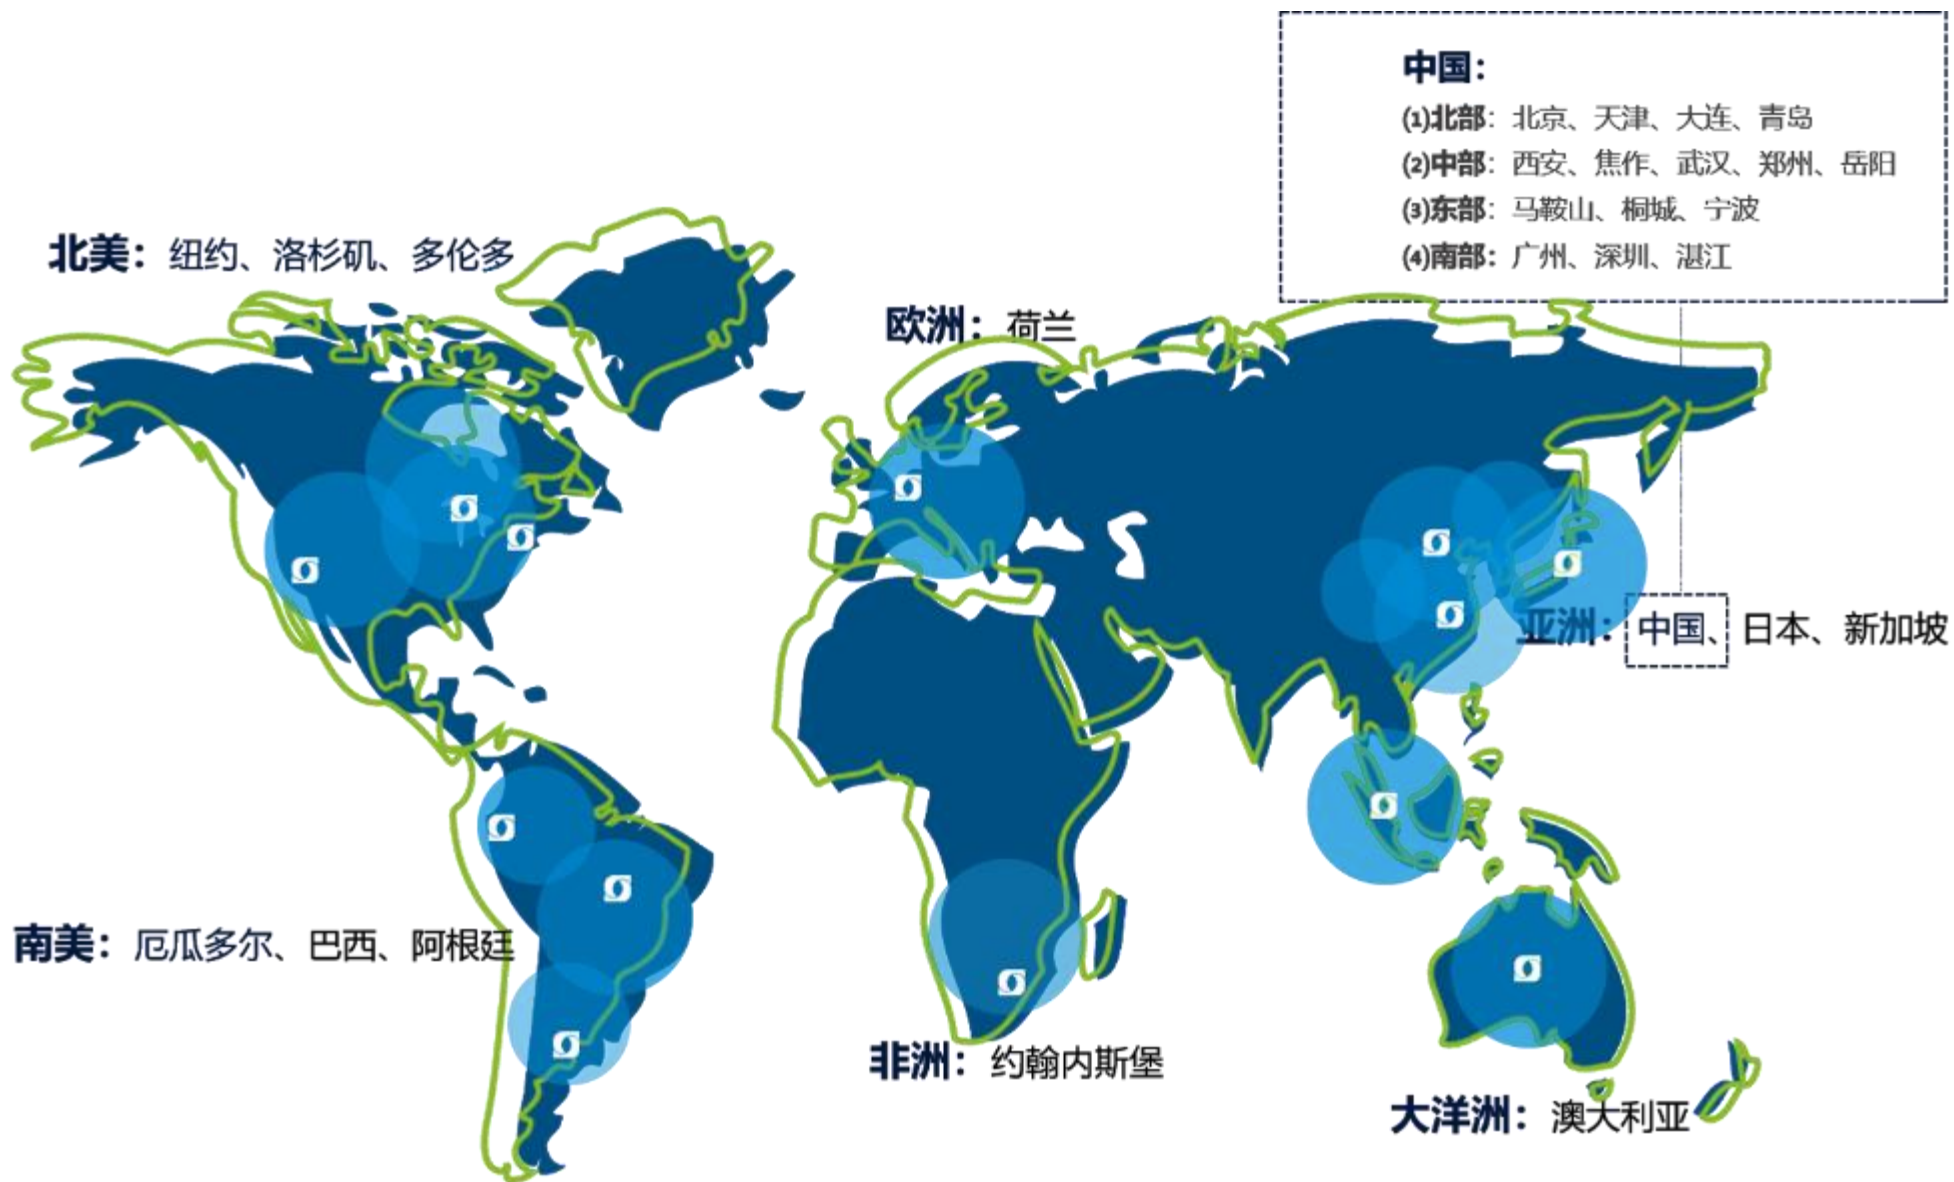 中国：
(1)北部：北京、天津、大连、青岛
(2)中部：西安、焦作、武汉、郑州、岳阳
(3)东部：马鞍山、桐城、宁波
(4)南部：广州、深圳、湛江
北美：纽约、洛杉矶、多伦多
欧洲：荷兰
亚洲：中国、日本、新加坡
南美：厄瓜多尔、巴西、阿根廷
非洲：约翰内斯堡
大洋洲：澳大利亚